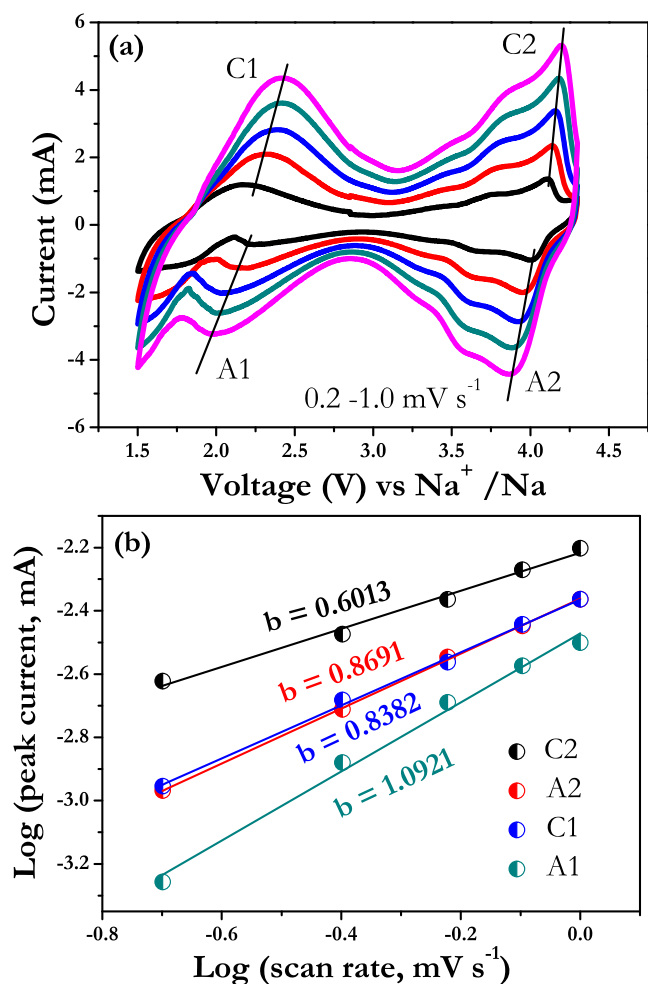 (a)
C1
C2
6
4
2
0
-2
-4
-6
Current (mA)
A1
A2
0.2 -1.0 mV s⁻¹
1.5 2.0 2.5 3.0 3.5 4.0 4.5
Voltage (V) vs Na⁺ /Na
(b)
-2.2
-2.4
-2.6
-2.8
-3.0
-3.2
Log (peak current, mA)
b = 0.6013
b = 0.8691
b = 0.8382
b = 1.0921
C2
A2
C1
A1
-0.8 -0.6 -0.4 -0.2 0.0
Log (scan rate, mV s⁻¹)